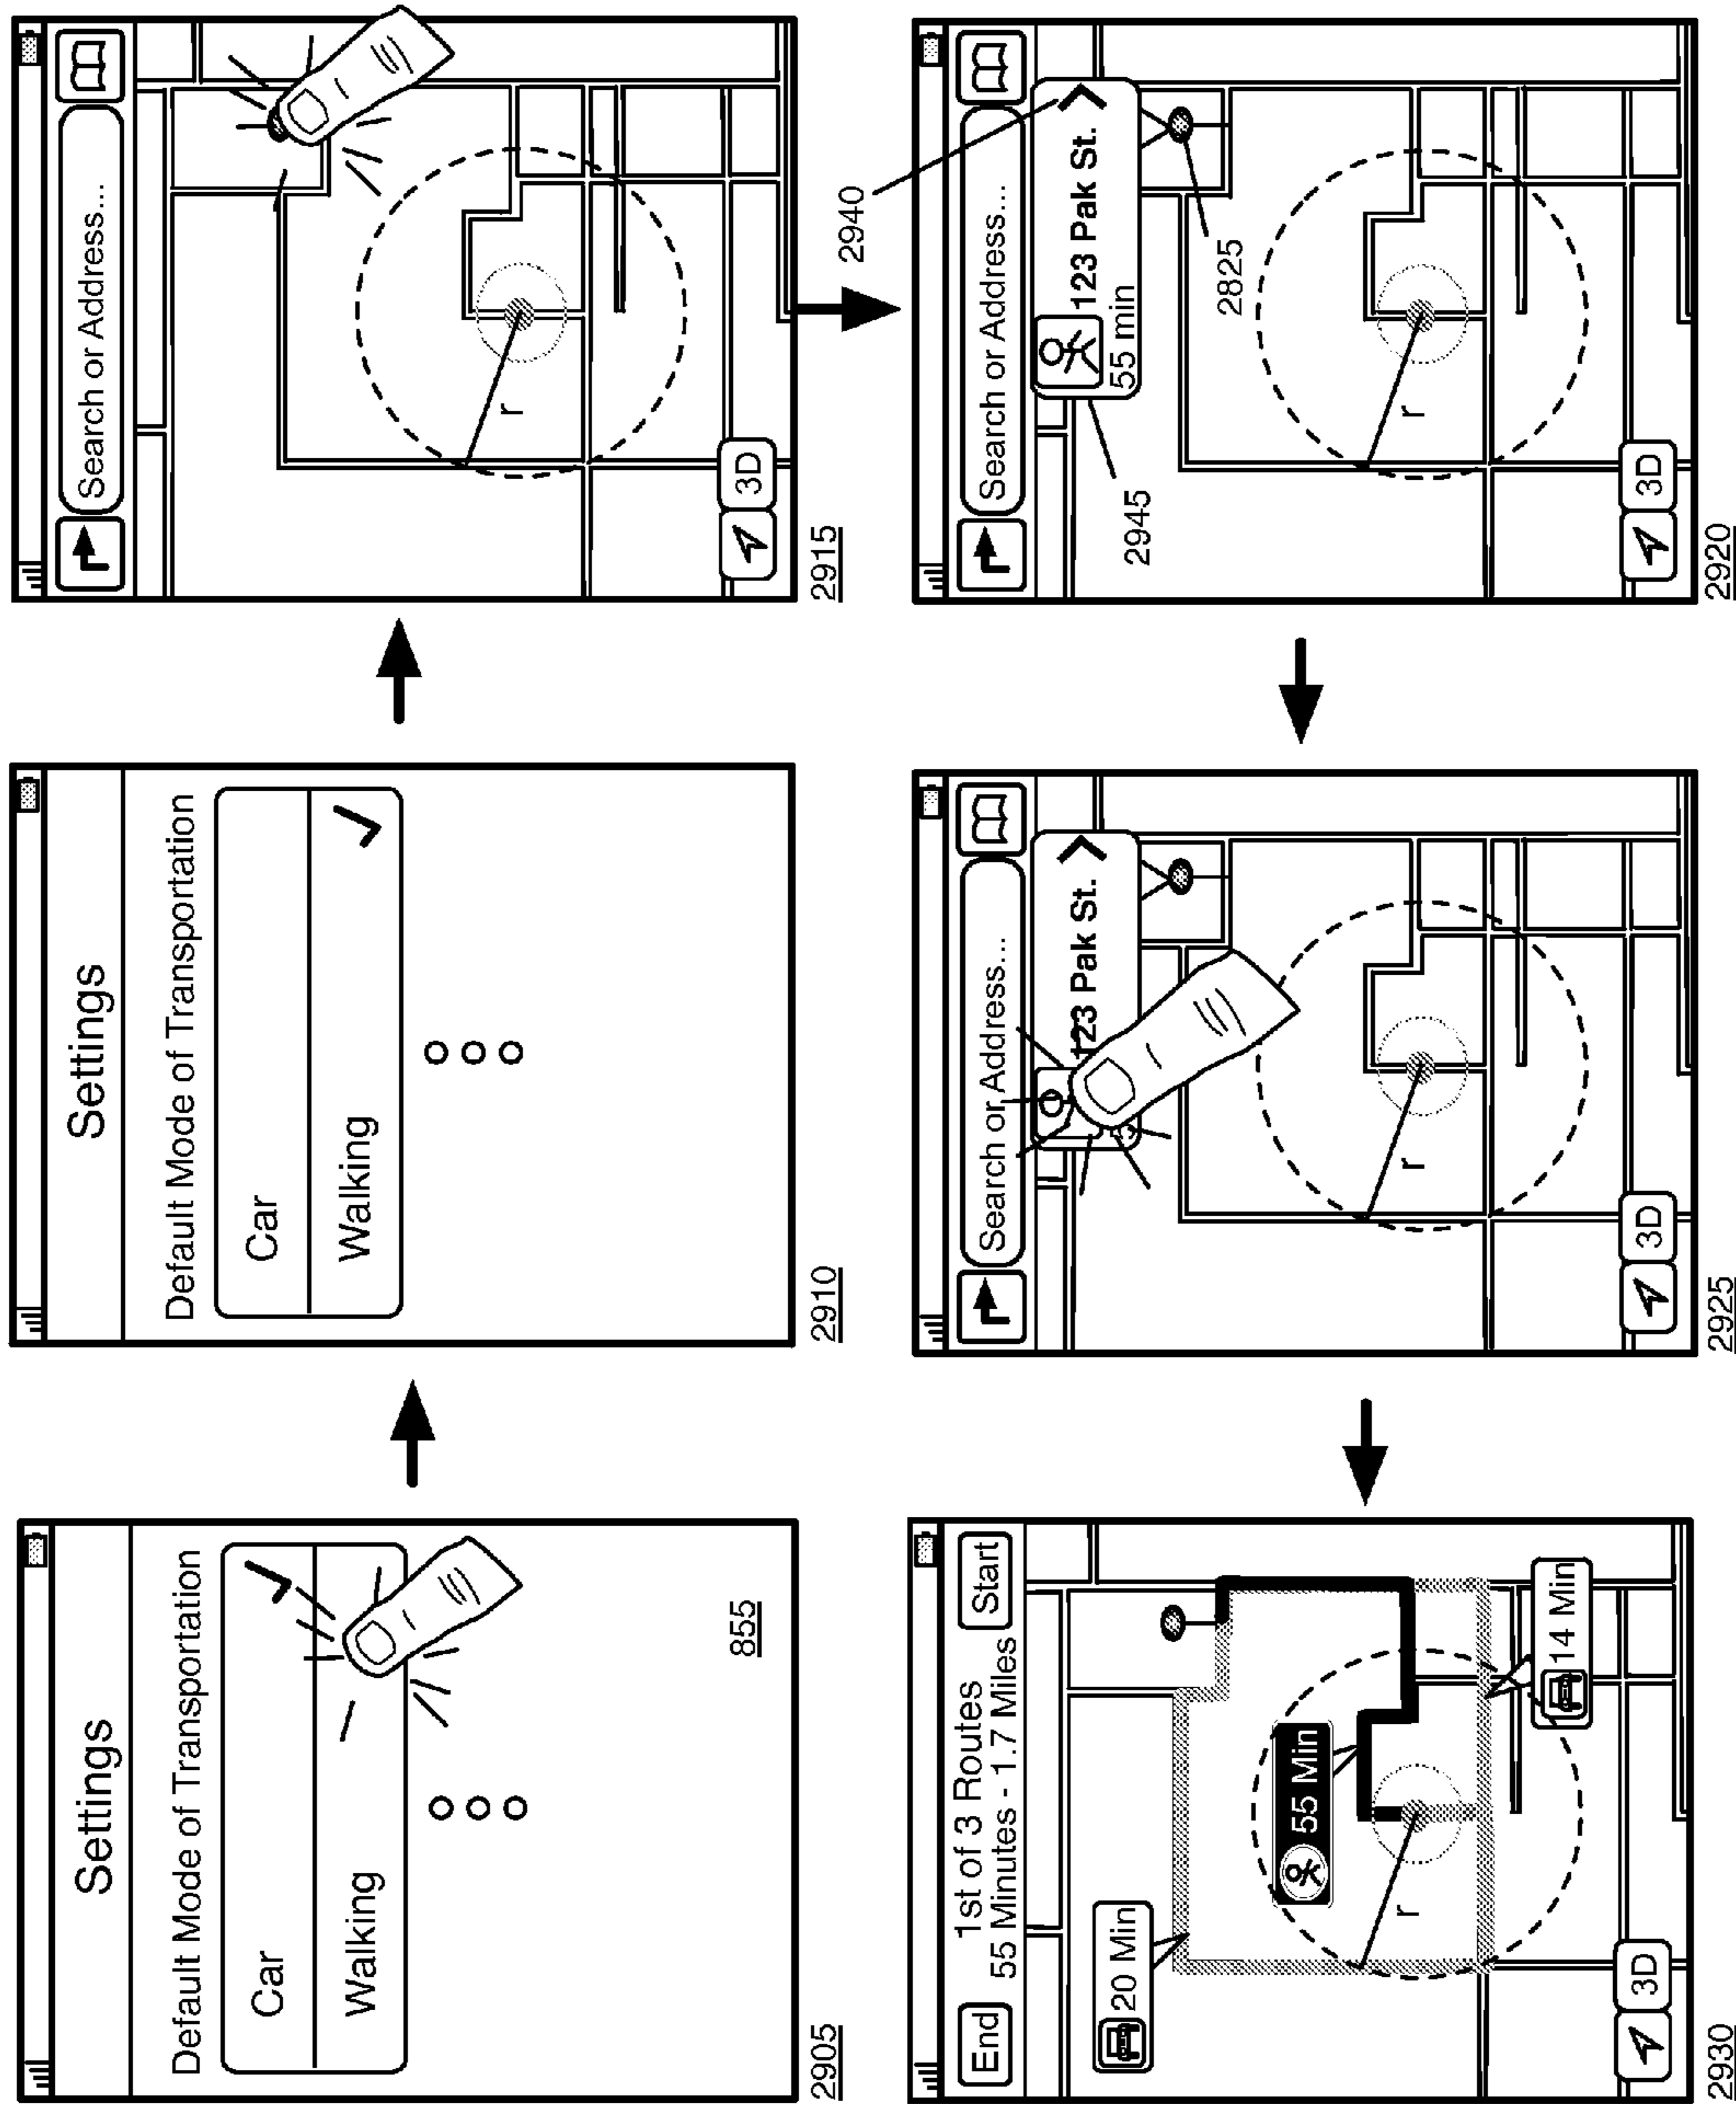 Settings
Default Mode of Transportation
Car
Walking
855
2905
Settings
Default Mode of Transportation
Car
Walking
2910
Search or Address...
r
3D
2915
2940
Search or Address...
123 Pak St.
55 min
2945
2825
r
3D
2920
Search or Address...
123 Pak St.
r
3D
2925
End
1st of 3 Routes
55 Minutes - 1.7 Miles
Start
20 Min
55 Min
r
14 Min
3D
2930